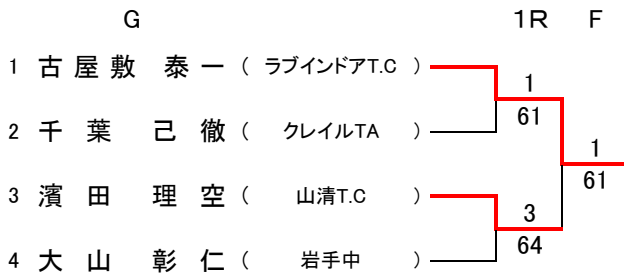 G 1R F
1 古屋敷 泰一 ( ラブインドアT.C )
1
61
2 千葉 己徹 ( クレイルTA )
1
61
3 濱田 理空 ( 山清T.C )
3
64
4 大山 彰仁 ( 岩手中 )